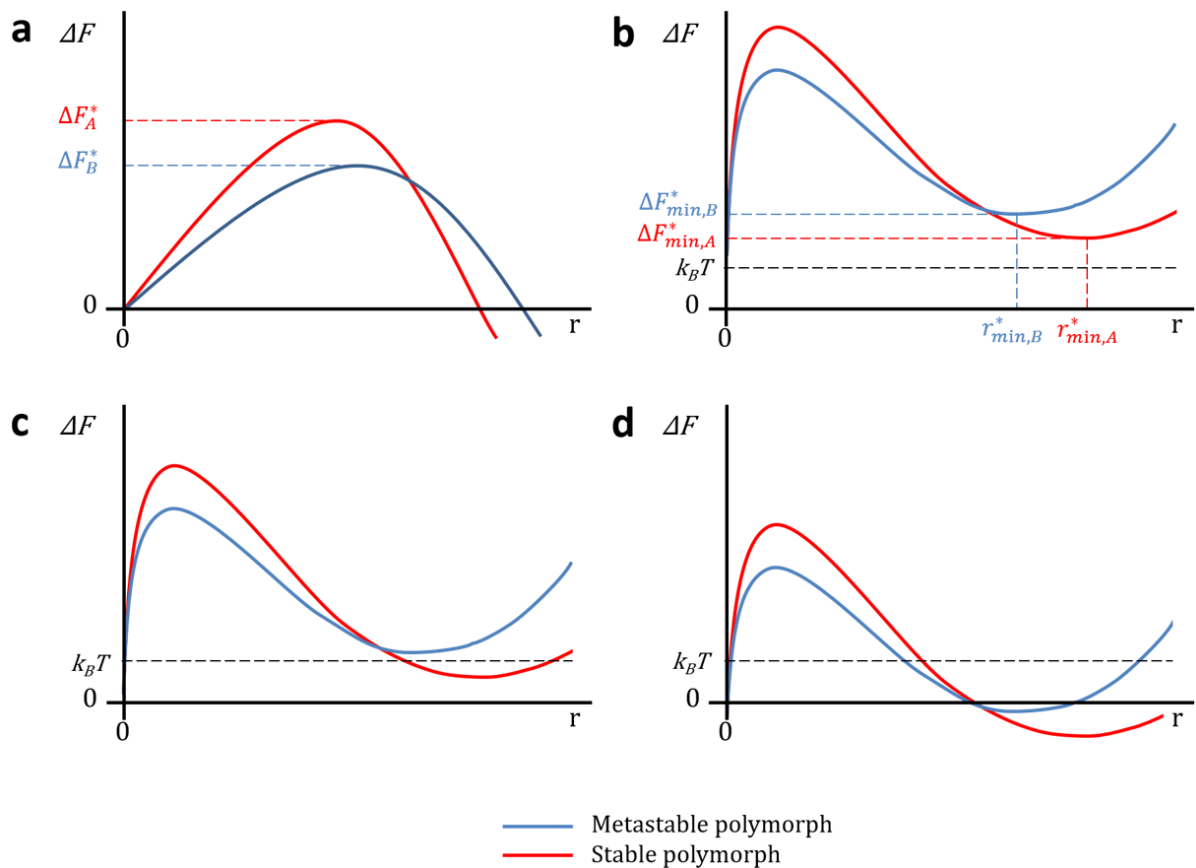 a
ΔF
ΔF*A
ΔF*B
0
0
r
b
ΔF
ΔF*min,B
ΔF*min,A
kBT
0
0
r*min,B
r*min,A
r
c
ΔF
kBT
0
0
r
d
ΔF
kBT
0
0
r
Metastable polymorph
Stable polymorph